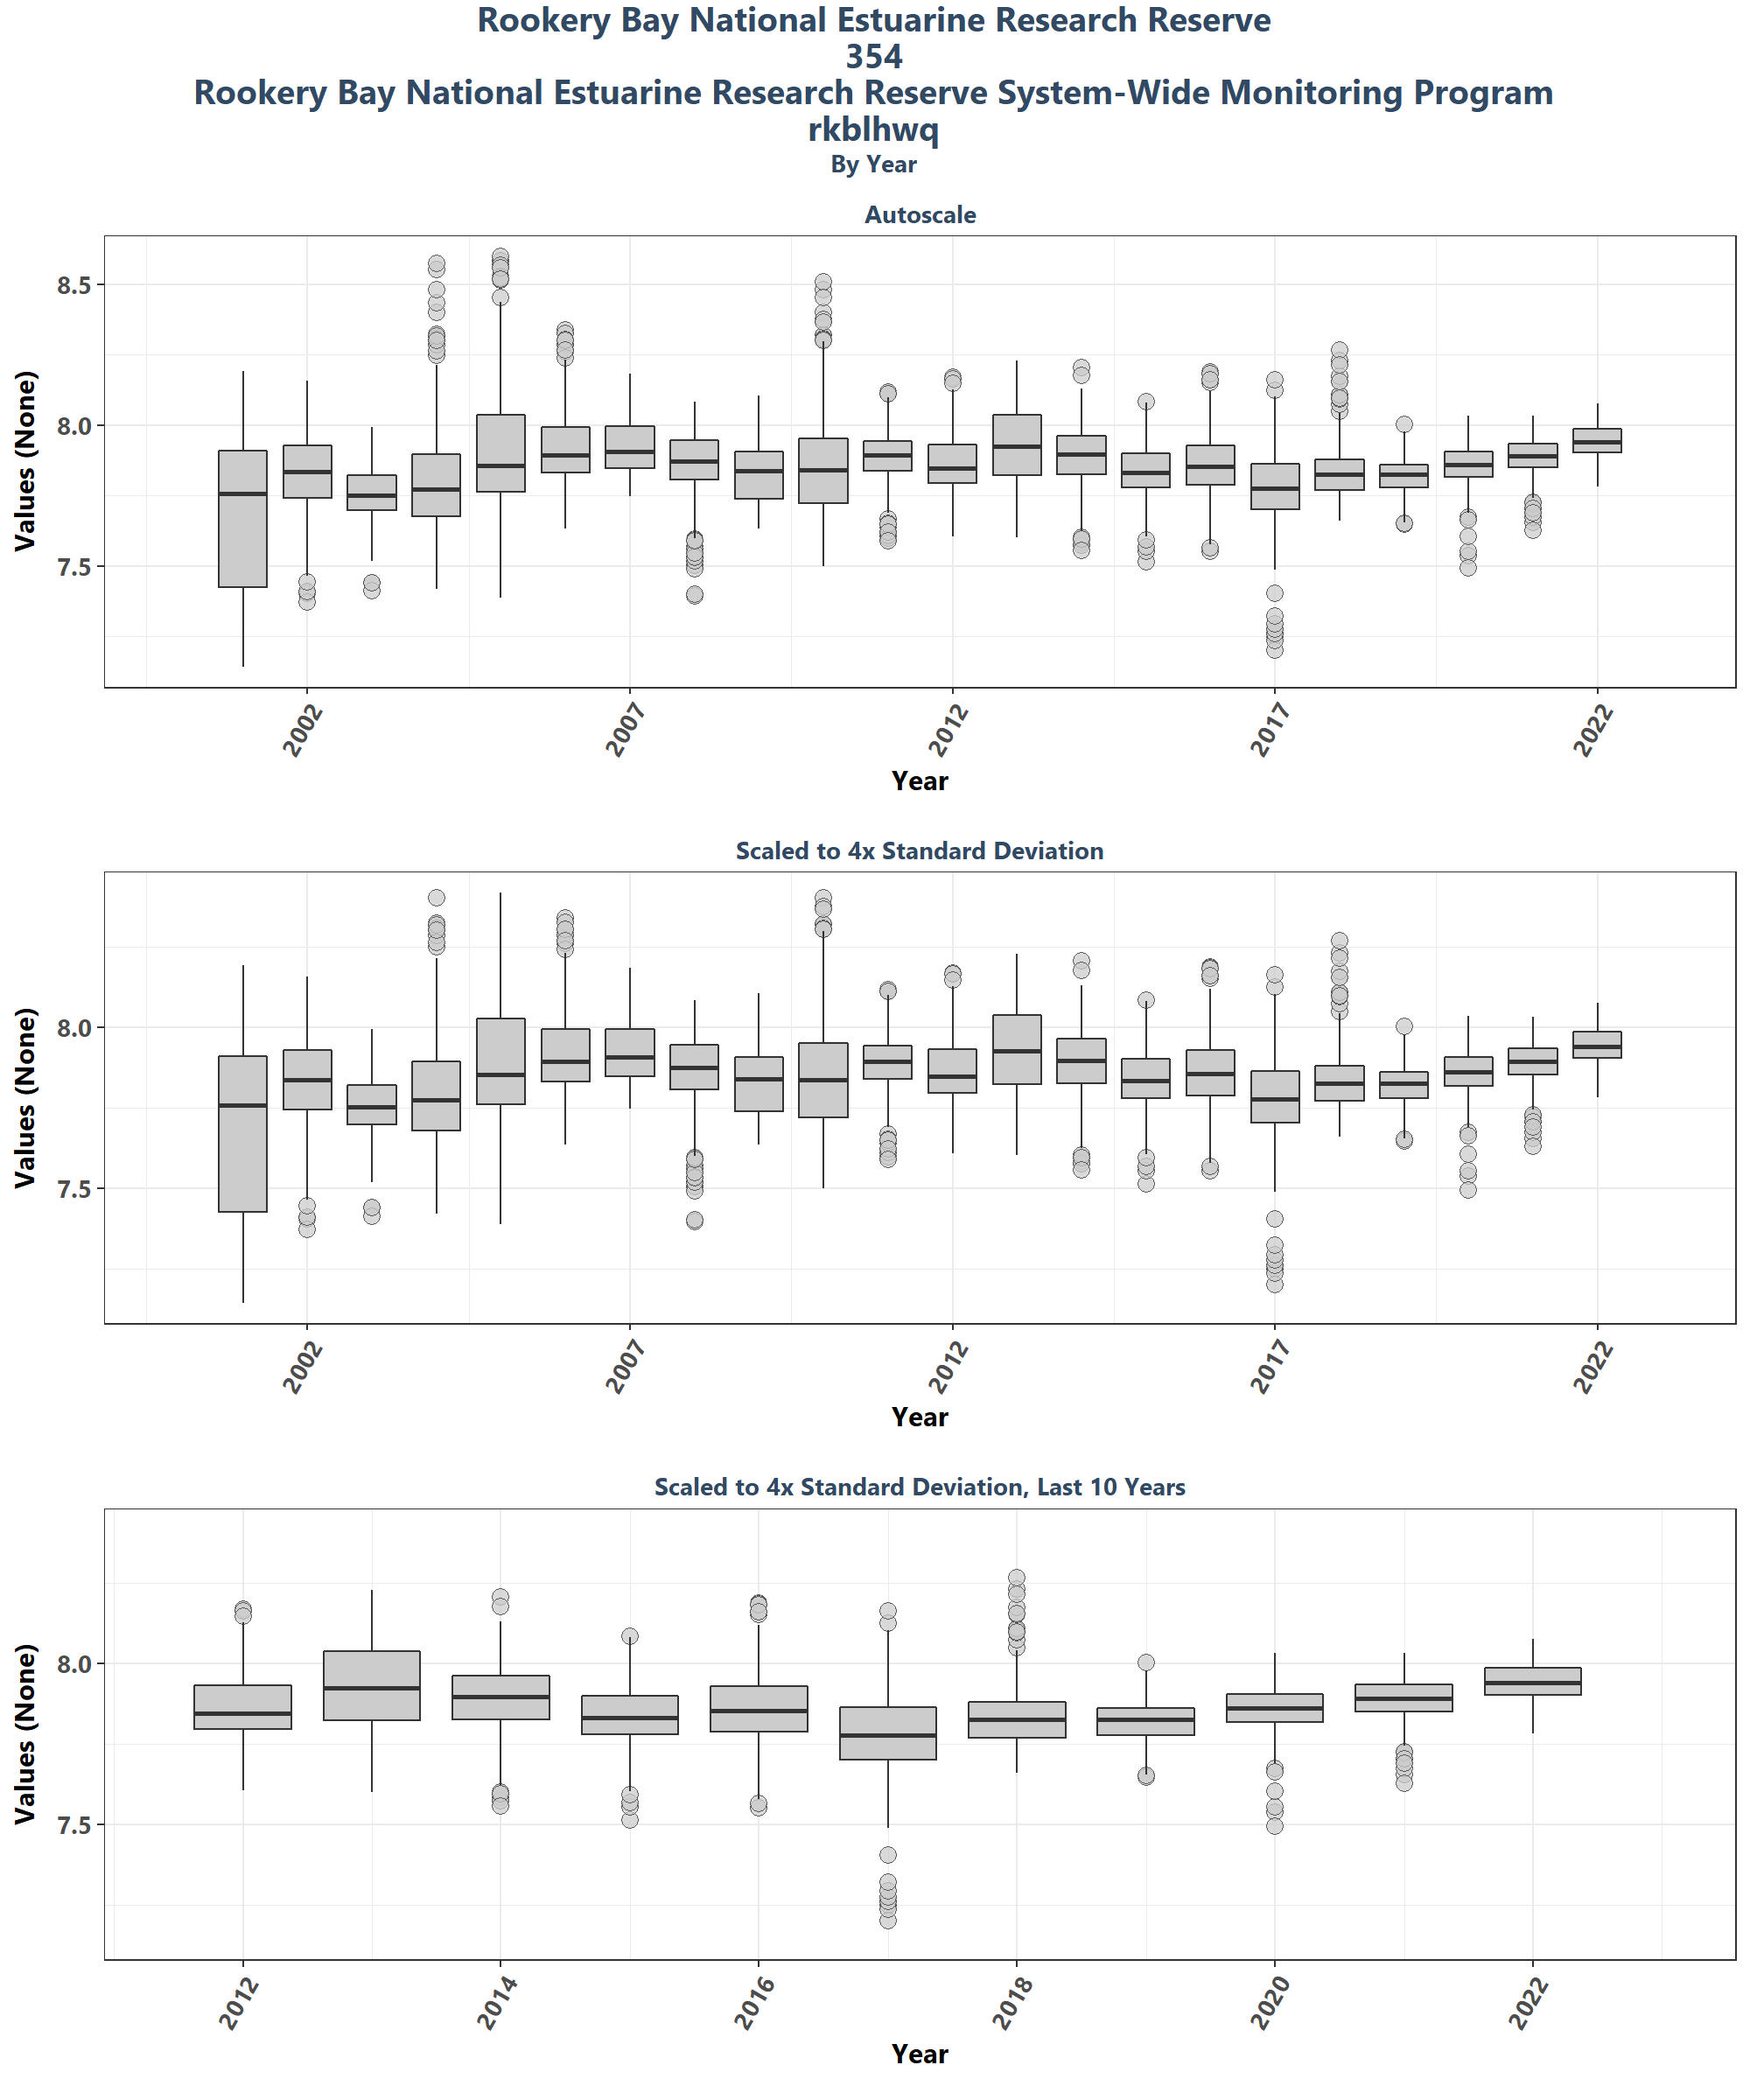 Rookery Bay National Estuarine Research Reserve
354
Rookery Bay National Estuarine Research Reserve System-Wide Monitoring Program
rkblhwq
By Year
Autoscale
Values (None)
8.5
8.0
7.5
2002 2007 2012 2017 2022
Year
Scaled to 4x Standard Deviation
Values (None)
8.0
7.5
2002 2007 2012 2017 2022
Year
Scaled to 4x Standard Deviation, Last 10 Years
Values (None)
8.0
7.5
2012 2014 2016 2018 2020 2022
Year